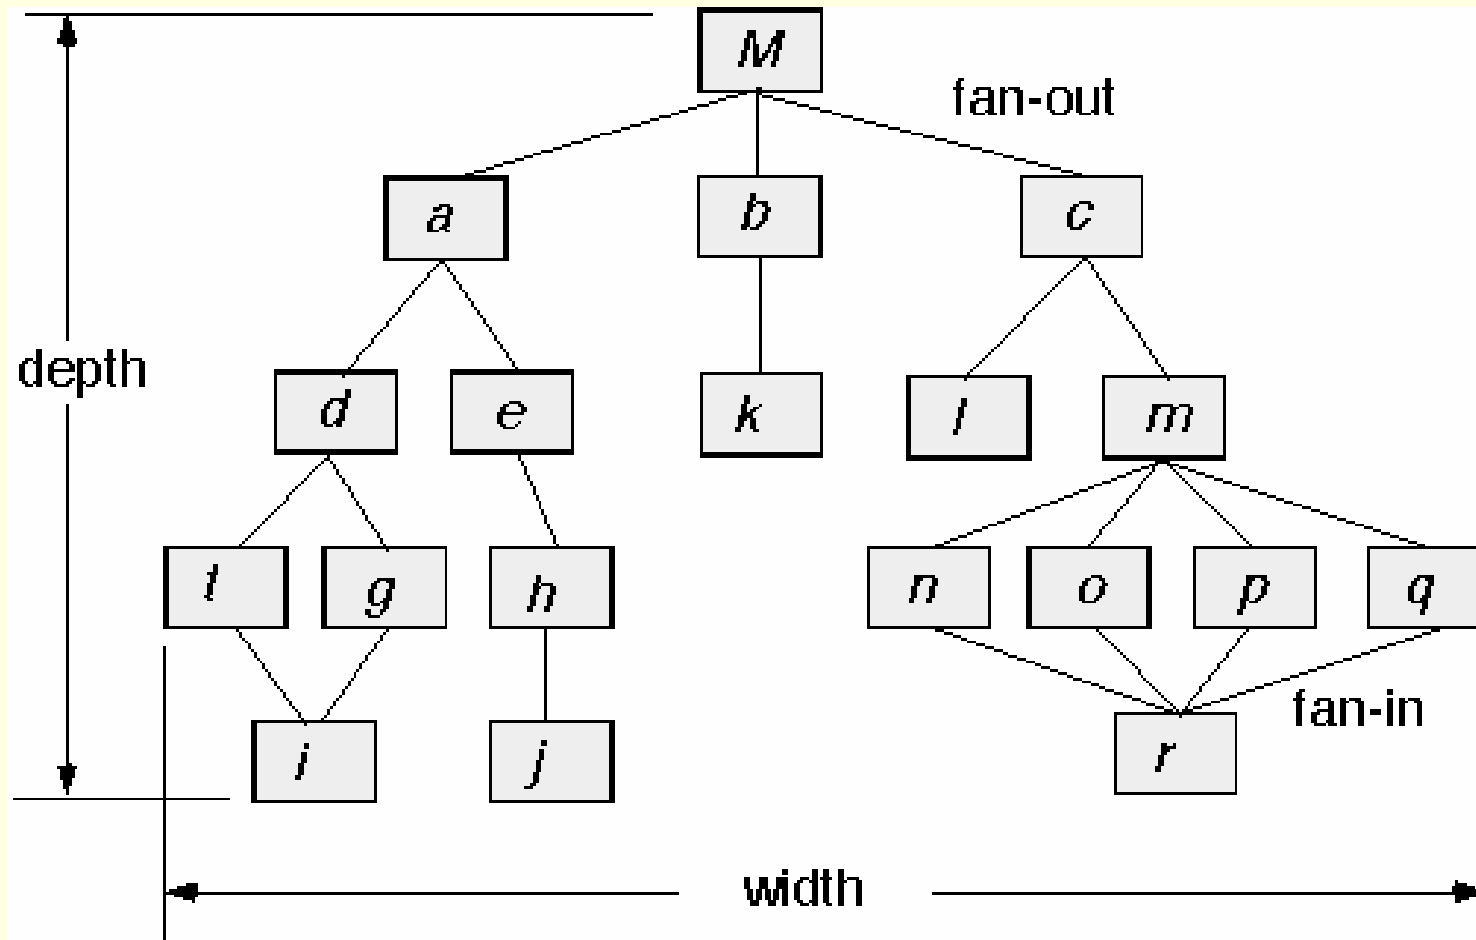 M
fan-out
a b c
depth
d e k l m
t g h n o p q
fan-in
i j r
width